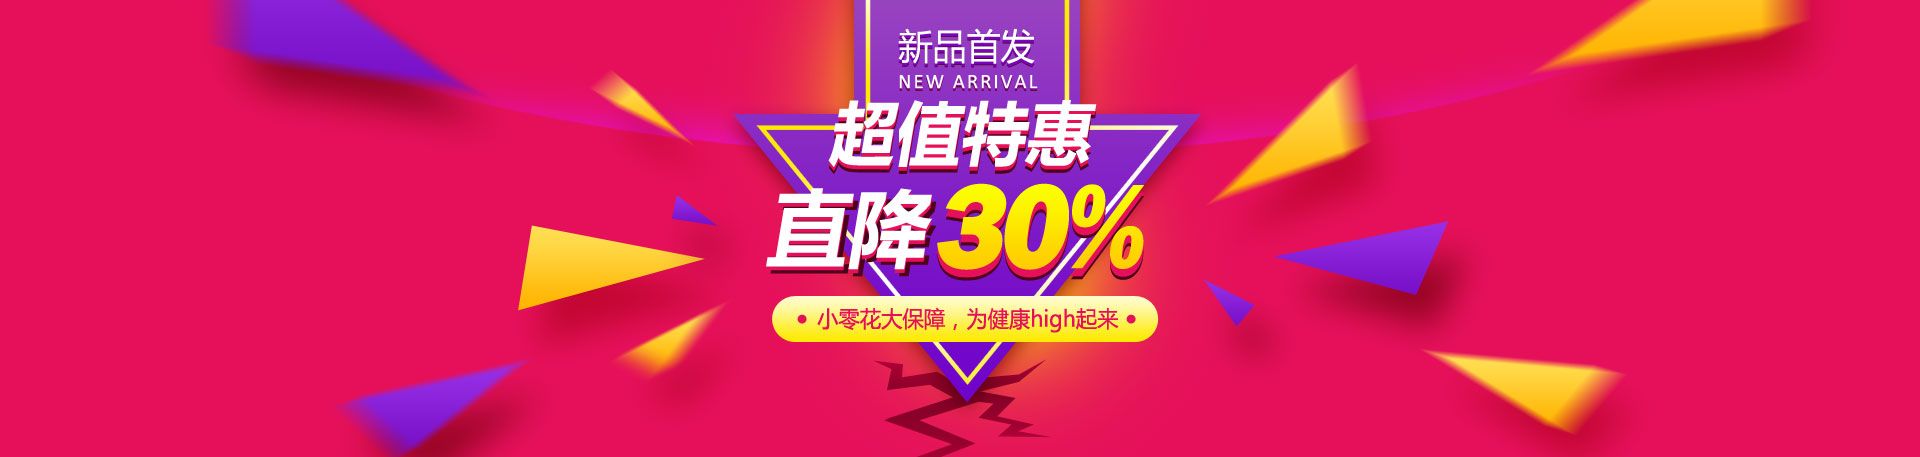 新品首发
NEW ARRIVAL
超值特惠
直降30%
• 小零花大保障，为健康high起来 •